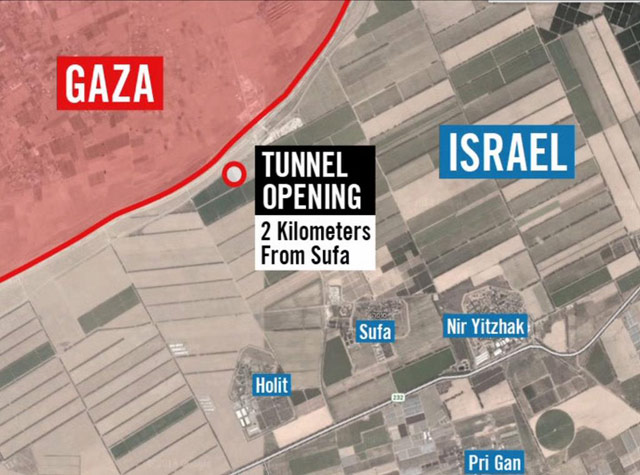 GAZA
ISRAEL
TUNNEL
OPENING
2 Kilometers
From Sufa
Sufa
Nir Yitzhak
Holit
232
Pri Gan